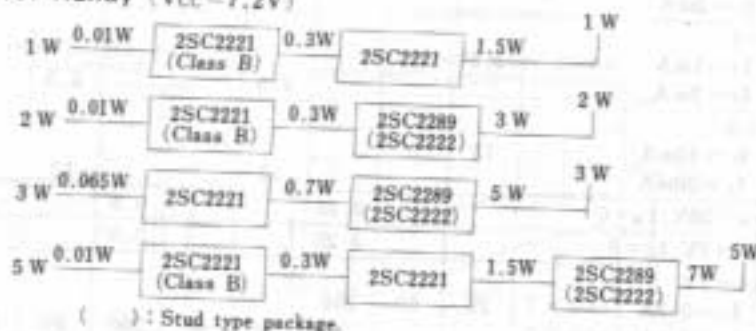 (VCC=7.2V)
1 W 0.01W 2SC2221 (Class B) 0.3W 2SC2221 1.5W 1 W
2 W 0.01W 2SC2221 (Class B) 0.3W 2SC2289 (2SC2222) 3 W 2 W
3 W 0.065W 2SC2221 0.7W 2SC2289 (2SC2222) 5 W 3 W
5 W 0.01W 2SC2221 (Class B) 0.3W 2SC2221 1.5W 2SC2289 (2SC2222) 7W 5W
( ) : Stud type package.